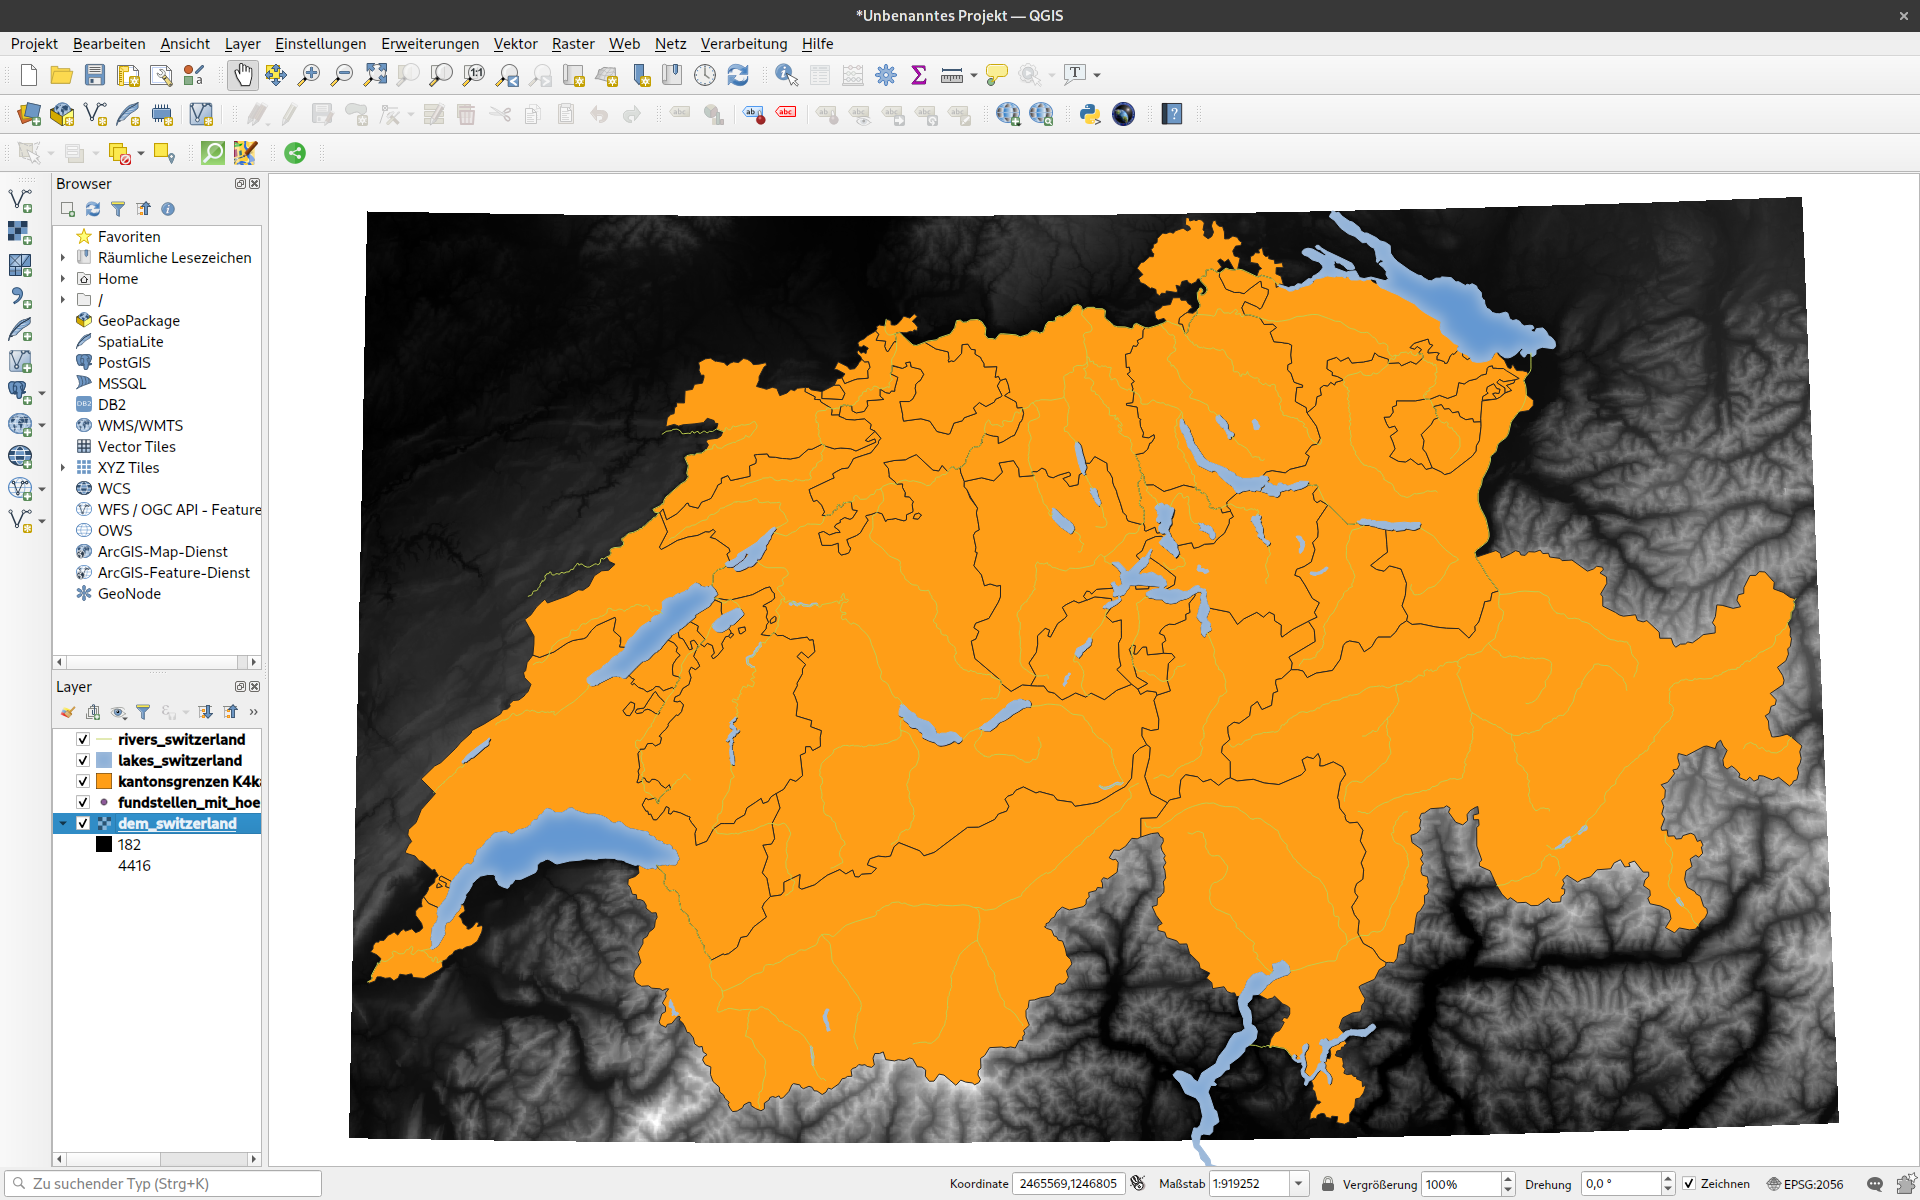 *Unbenanntes Projekt — QGIS
Projekt Bearbeiten Ansicht Layer Einstellungen Erweiterungen Vektor Raster Web Netz Verarbeitung Hilfe
Browser
Favoriten
Räumliche Lesezeichen
Home
/
GeoPackage
SpatiaLite
PostGIS
MSSQL
DB2
WMS/WMTS
Vector Tiles
XYZ Tiles
WCS
WFS / OGC API - Feature
OWS
ArcGIS-Map-Dienst
ArcGIS-Feature-Dienst
GeoNode
Layer
rivers_switzerland
lakes_switzerland
kantonsgrenzen K4k
fundstellen_mit_hoe
dem_switzerland
182
4416
Zu suchender Typ (Strg+K)
Koordinate 2465569,1246805 Maßstab 1:919252 Vergrößerung 100% Drehung 0,0 ° Zeichnen EPSG:2056